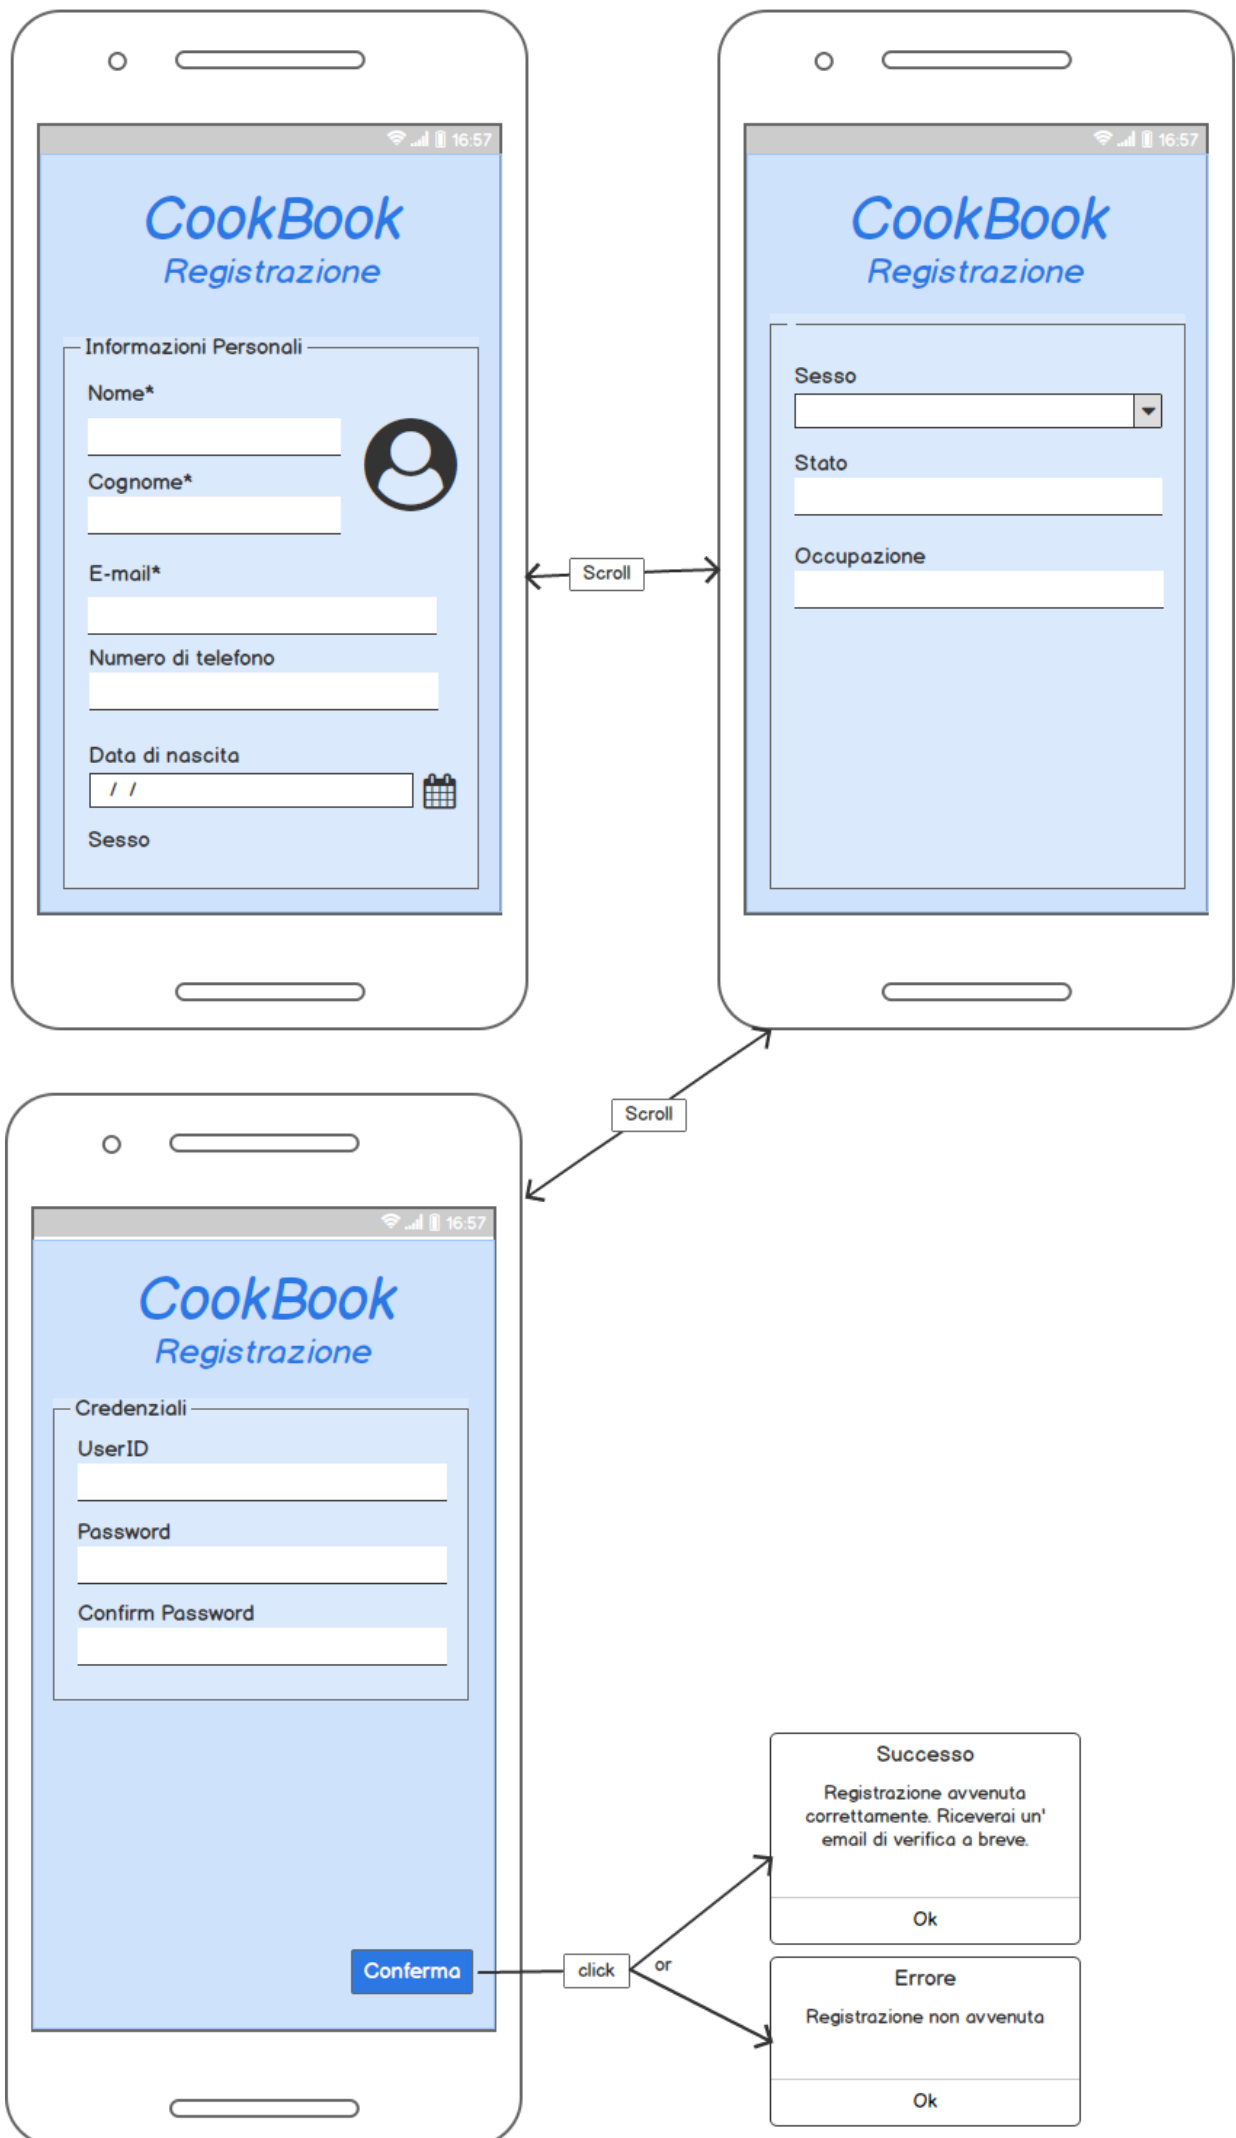 16:57
CookBook
Registrazione
Informazioni Personali
Nome*
Cognome*
E-mail*
Numero di telefono
Data di nascita
/ /
Sesso
Scroll
16:57
CookBook
Registrazione
Sesso
Stato
Occupazione
Scroll
16:57
CookBook
Registrazione
Credenziali
UserID
Password
Confirm Password
Conferma
click
or
Successo
Registrazione avvenuta
correttamente. Riceverai un'
email di verifica a breve.
Ok
Errore
Registrazione non avvenuta
Ok